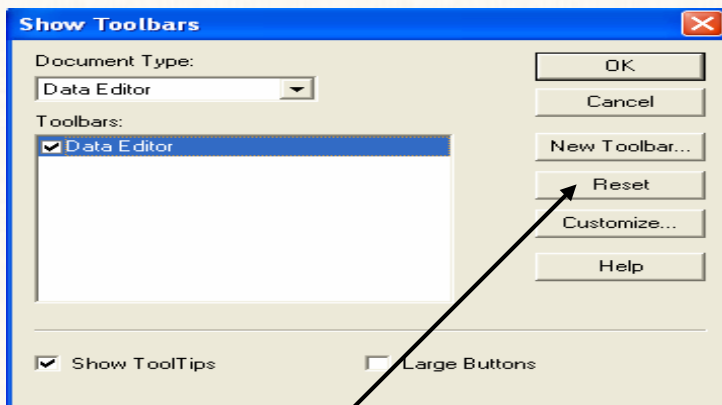 Show Toolbars
Document Type:
Data Editor
Toolbars:
Data Editor
OK
Cancel
New Toolbar...
Reset
Customize...
Help
Show ToolTips
Large Buttons